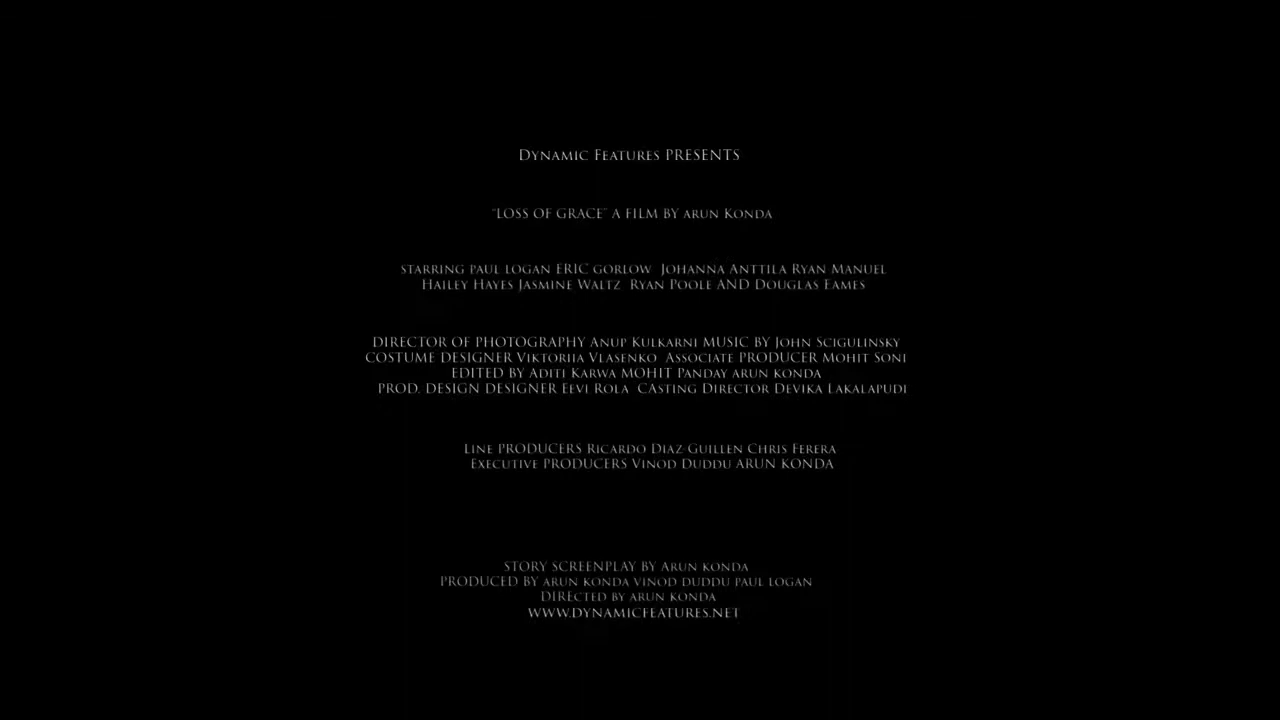 Dynamic Features PRESENTS
"LOSS OF GRACE" A FILM BY ARUN KONDA
STARRING PAUL LOGAN ERIC GORLOW JOHANNA ANTTILA RYAN MANUEL
HAILEY HAYES JASMINE WALTZ RYAN POOLE AND DOUGLAS EAMES
DIRECTOR OF PHOTOGRAPHY ANUP KULKARNI MUSIC BY JOHN SCIGULINSKY
COSTUME DESIGNER VIKTORIIA VLASENKO ASSOCIATE PRODUCER MOHIT SONI
EDITED BY ADITI KARWA MOHIT PANDAY ARUN KONDA
PROD. DESIGN DESIGNER EEVI ROLA CASTING DIRECTOR DEVIKA LAKALAPUDI
LINE PRODUCERS RICARDO DIAZ-GUILLEN CHRIS FERERA
EXECUTIVE PRODUCERS VINOD DUDDU ARUN KONDA
STORY SCREENPLAY BY ARUN KONDA
PRODUCED BY ARUN KONDA VINOD DUDDU PAUL LOGAN
DIRECTED BY ARUN KONDA
WWW.DYNAMICFEATURES.NET